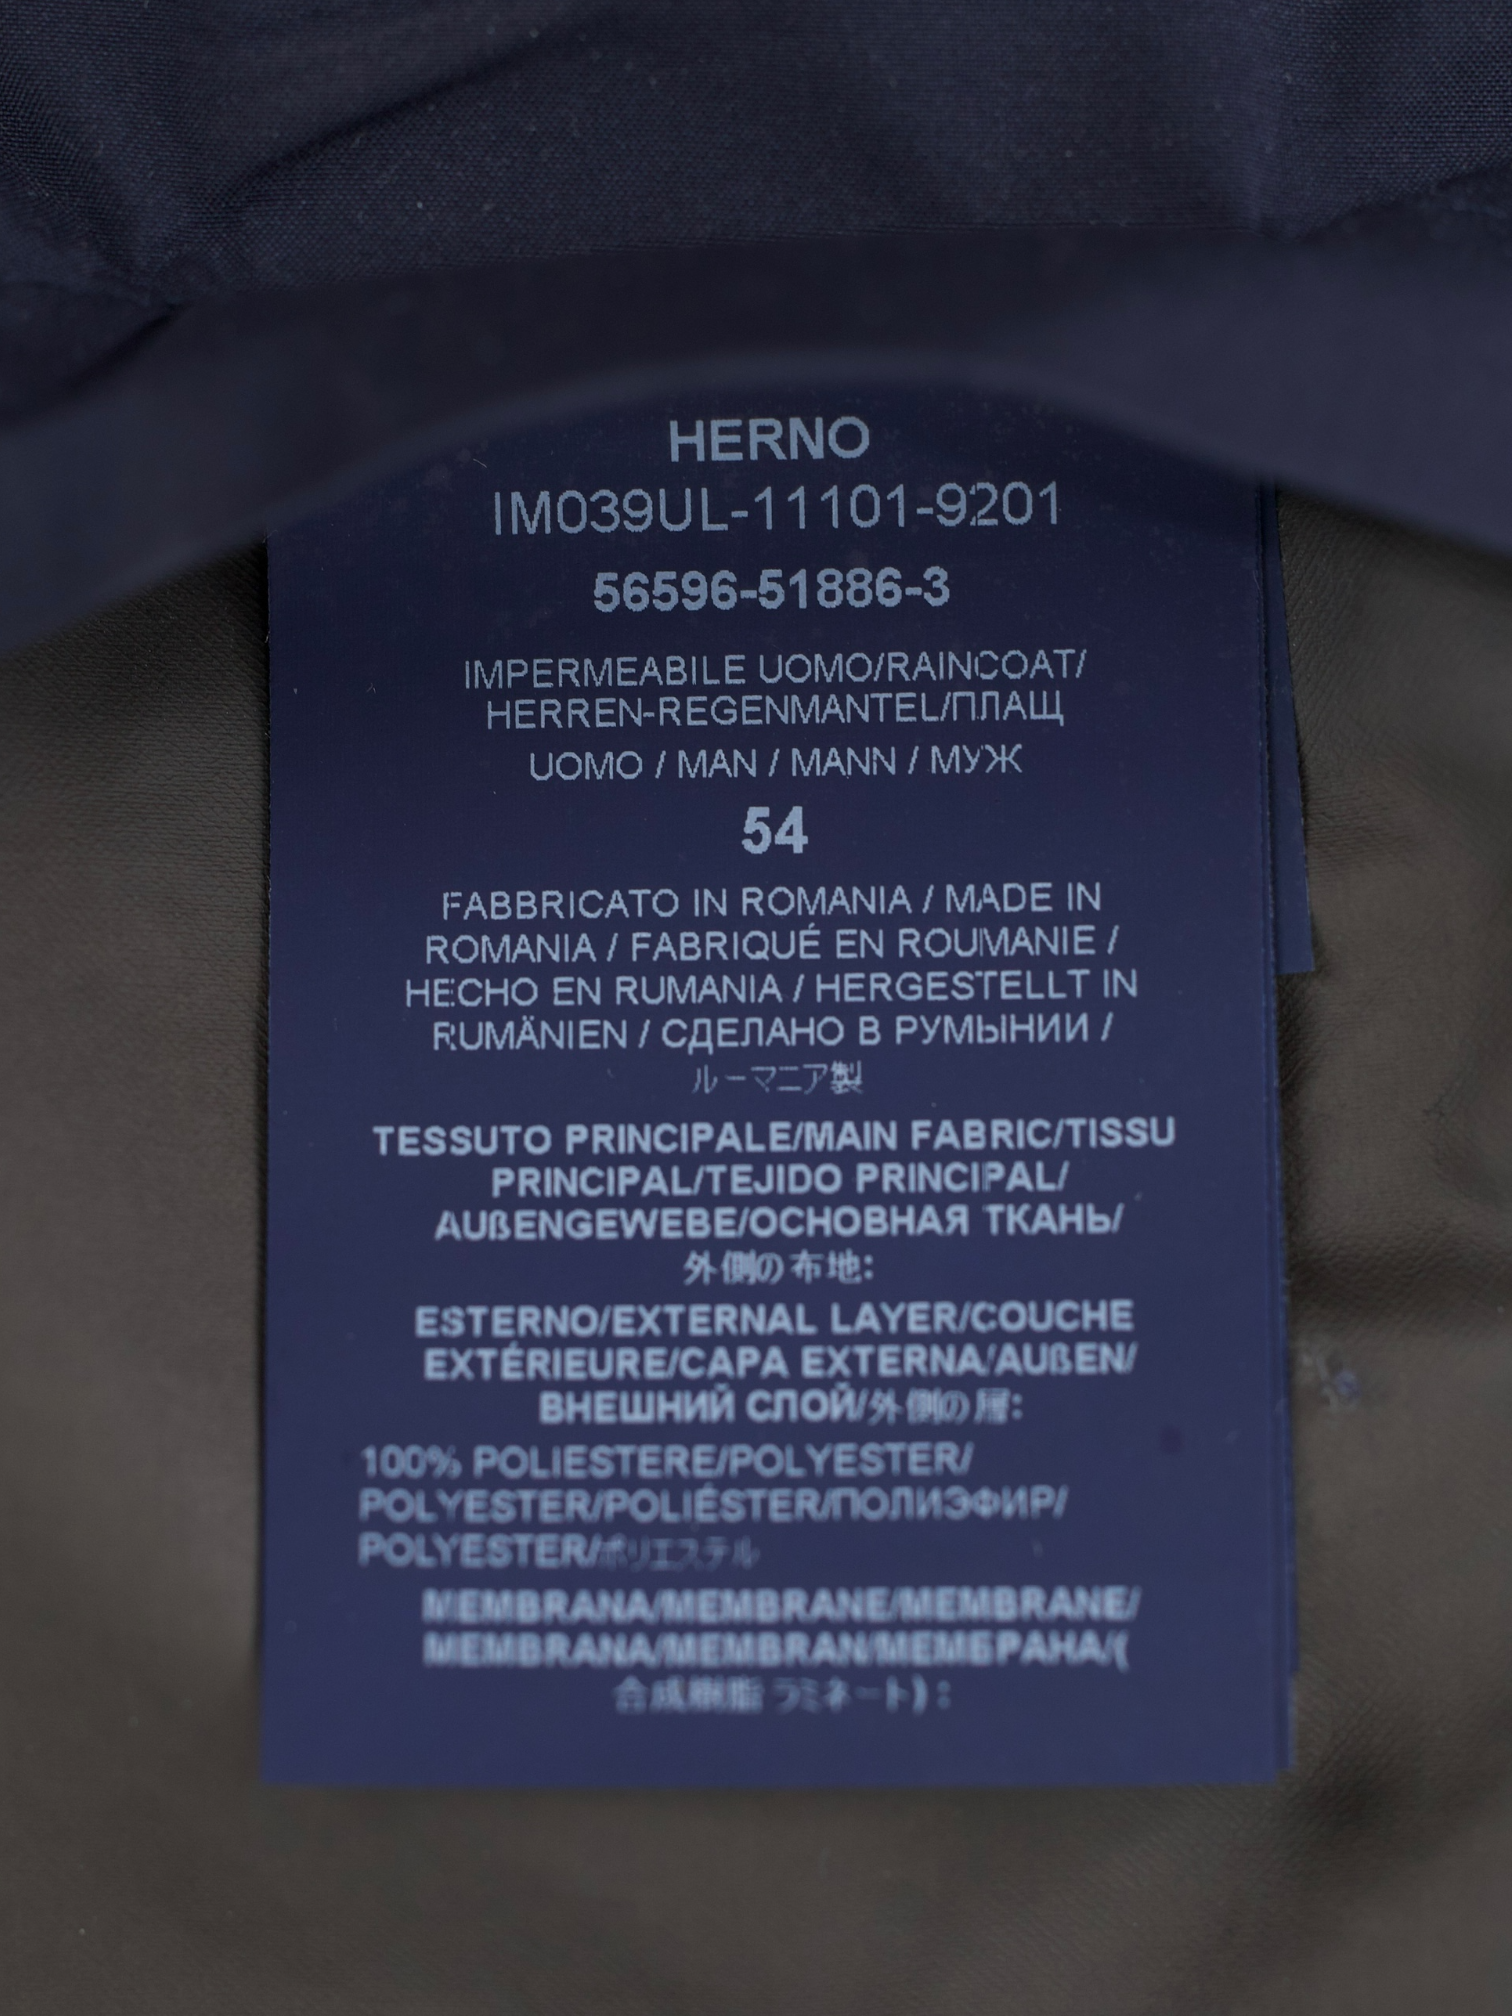 HERNO
IM039UL-11101-9201
56596-51886-3
IMPERMEABILE UOMO/RAINCOAT/
HERREN-REGENMANTEL/ПЛАЩ
UOMO / MAN / MANN / МУЖ
54
FABBRICATO IN ROMANIA / MADE IN
ROMANIA / FABRIQUÉ EN ROUMANIE /
HECHO EN RUMANIA / HERGESTELLT IN
RUMÄNIEN / СДЕЛАНО В РУМЫНИИ /
ルーマニア製
TESSUTO PRINCIPALE/MAIN FABRIC/TISSU
PRINCIPAL/TEJIDO PRINCIPAL/
AUßENGEWEBE/ОСНОВНАЯ ТКАНЬ/
外側の布地:
ESTERNO/EXTERNAL LAYER/COUCHE
EXTÉRIEURE/CAPA EXTERNA/AUßEN/
ВНЕШНИЙ СЛОЙ/外側の層:
100% POLIESTERE/POLYESTER/
POLYESTER/POLIÉSTER/ПОЛИЭФИР/
POLYESTER/ポリエステル
MEMBRANA/MEMBRANE/MEMBRANE/
MEMBRANA/MEMBRAN/МЕМБРАНА/(
合成樹脂 ラミネート) :